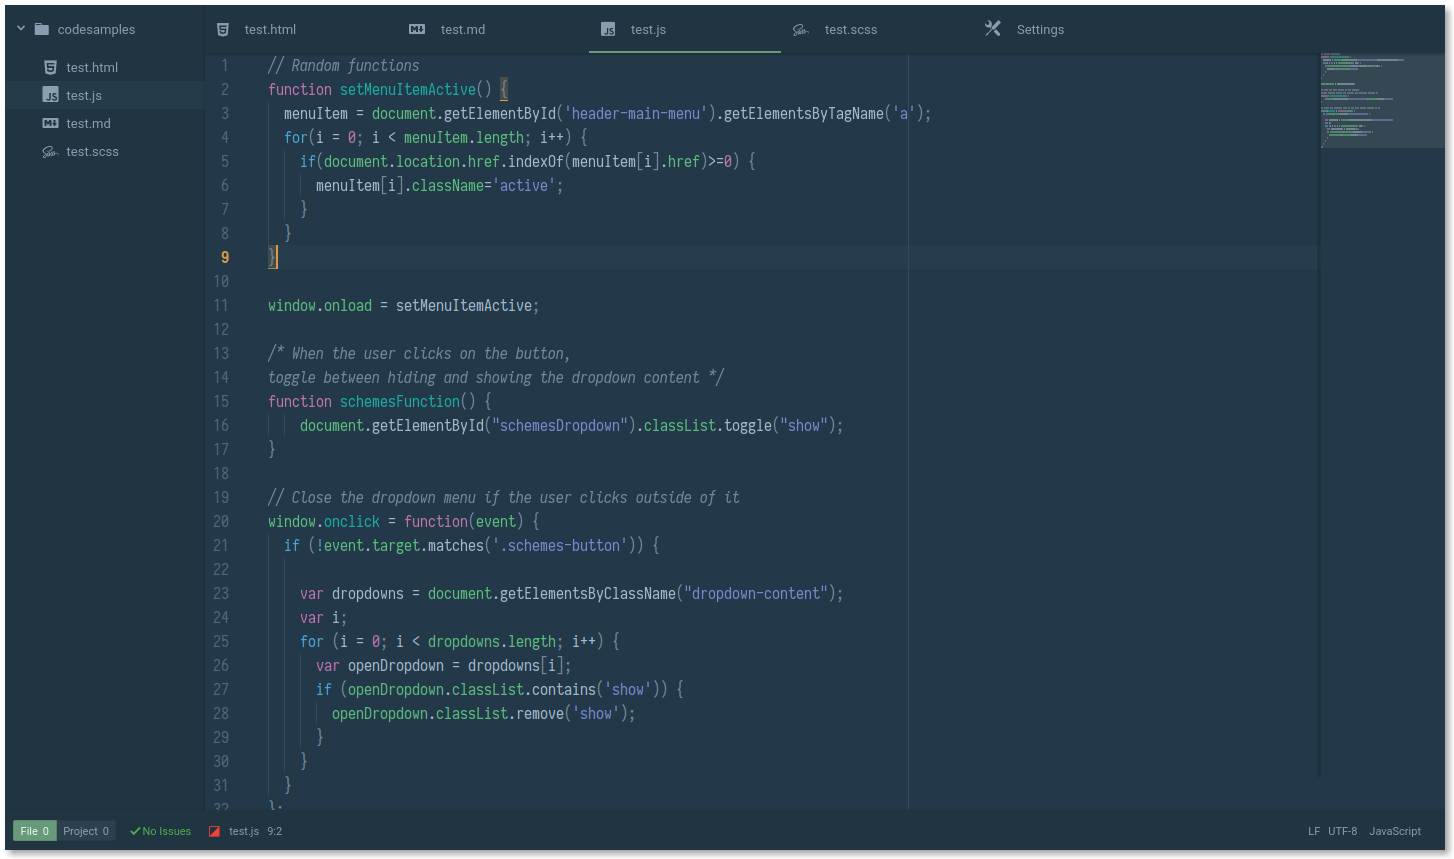 codesamples
test.html
test.js
test.md
test.scss
test.html test.md test.js test.scss Settings
1 // Random functions
2 function setMenuItemActive() {
3 menuItem = document.getElementById('header-main-menu').getElementsByTagName('a');
4 for(i = 0; i < menuItem.length; i++) {
5 if(document.location.href.indexOf(menuItem[i].href)>=0) {
6 menuItem[i].className='active';
7 }
8 }
9 }
10
11 window.onload = setMenuItemActive;
12
13 /* When the user clicks on the button,
14 toggle between hiding and showing the dropdown content */
15 function schemesFunction() {
16 document.getElementById("schemesDropdown").classList.toggle("show");
17 }
18
19 // Close the dropdown menu if the user clicks outside of it
20 window.onclick = function(event) {
21 if (!event.target.matches('.schemes-button')) {
22
23 var dropdowns = document.getElementsByClassName("dropdown-content");
24 var i;
25 for (i = 0; i < dropdowns.length; i++) {
26 var openDropdown = dropdowns[i];
27 if (openDropdown.classList.contains('show')) {
28 openDropdown.classList.remove('show');
29 }
30 }
31 }
32 };
File 0 Project 0 No Issues test.js 9:2 LF UTF-8 JavaScript